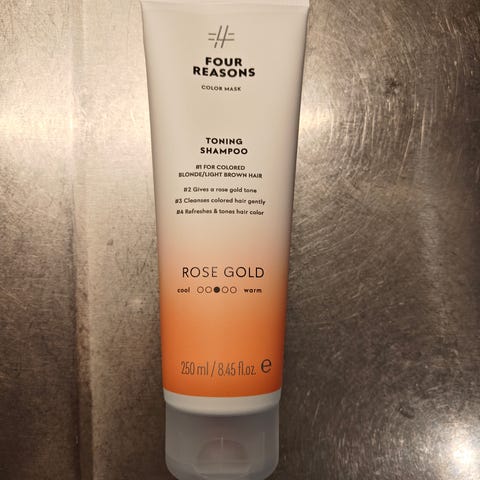 FOUR
REASONS
COLOR MASK
TONING
SHAMPOO
#1 FOR COLORED
BLONDE/LIGHT BROWN HAIR
#2 Gives a rose gold tone
#3 Cleanses colored hair gently
#4 Refreshes & tones hair color
ROSE GOLD
cool warm
250 ml / 8.45 fl.oz. ℮